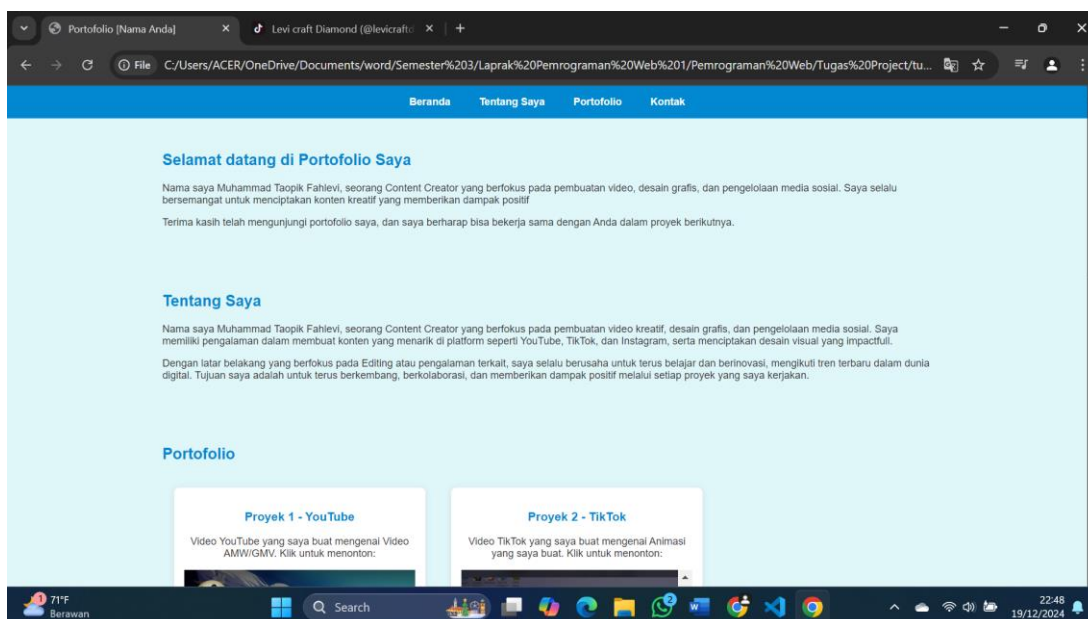 Portofolio [Nama Anda]
Levi craft Diamond (@levicraftd
File C:/Users/ACER/OneDrive/Documents/word/Semester%203/Laprak%20Pemrograman%20Web%201/Pemrograman%20Web/Tugas%20Project/tu...
Beranda Tentang Saya Portofolio Kontak
Selamat datang di Portofolio Saya
Nama saya Muhammad Taopik Fahlevi, seorang Content Creator yang berfokus pada pembuatan video, desain grafis, dan pengelolaan media sosial. Saya selalu
bersemangat untuk menciptakan konten kreatif yang memberikan dampak positif
Terima kasih telah mengunjungi portofolio saya, dan saya berharap bisa bekerja sama dengan Anda dalam proyek berikutnya.
Tentang Saya
Nama saya Muhammad Taopik Fahlevi, seorang Content Creator yang berfokus pada pembuatan video kreatif, desain grafis, dan pengelolaan media sosial. Saya
memiliki pengalaman dalam membuat konten yang menarik di platform seperti YouTube, TikTok, dan Instagram, serta menciptakan desain visual yang impactfull.
Dengan latar belakang yang berfokus pada Editing atau pengalaman terkait, saya selalu berusaha untuk terus belajar dan berinovasi, mengikuti tren terbaru dalam dunia
digital. Tujuan saya adalah untuk terus berkembang, berkolaborasi, dan memberikan dampak positif melalui setiap proyek yang saya kerjakan.
Portofolio
Proyek 1 - YouTube
Video YouTube yang saya buat mengenai Video
AMW/GMV. Klik untuk menonton:
Proyek 2 - TikTok
Video TikTok yang saya buat mengenai Animasi
yang saya buat. Klik untuk menonton:
1
71°F
Berawan
Search
2
22:48
19/12/2024